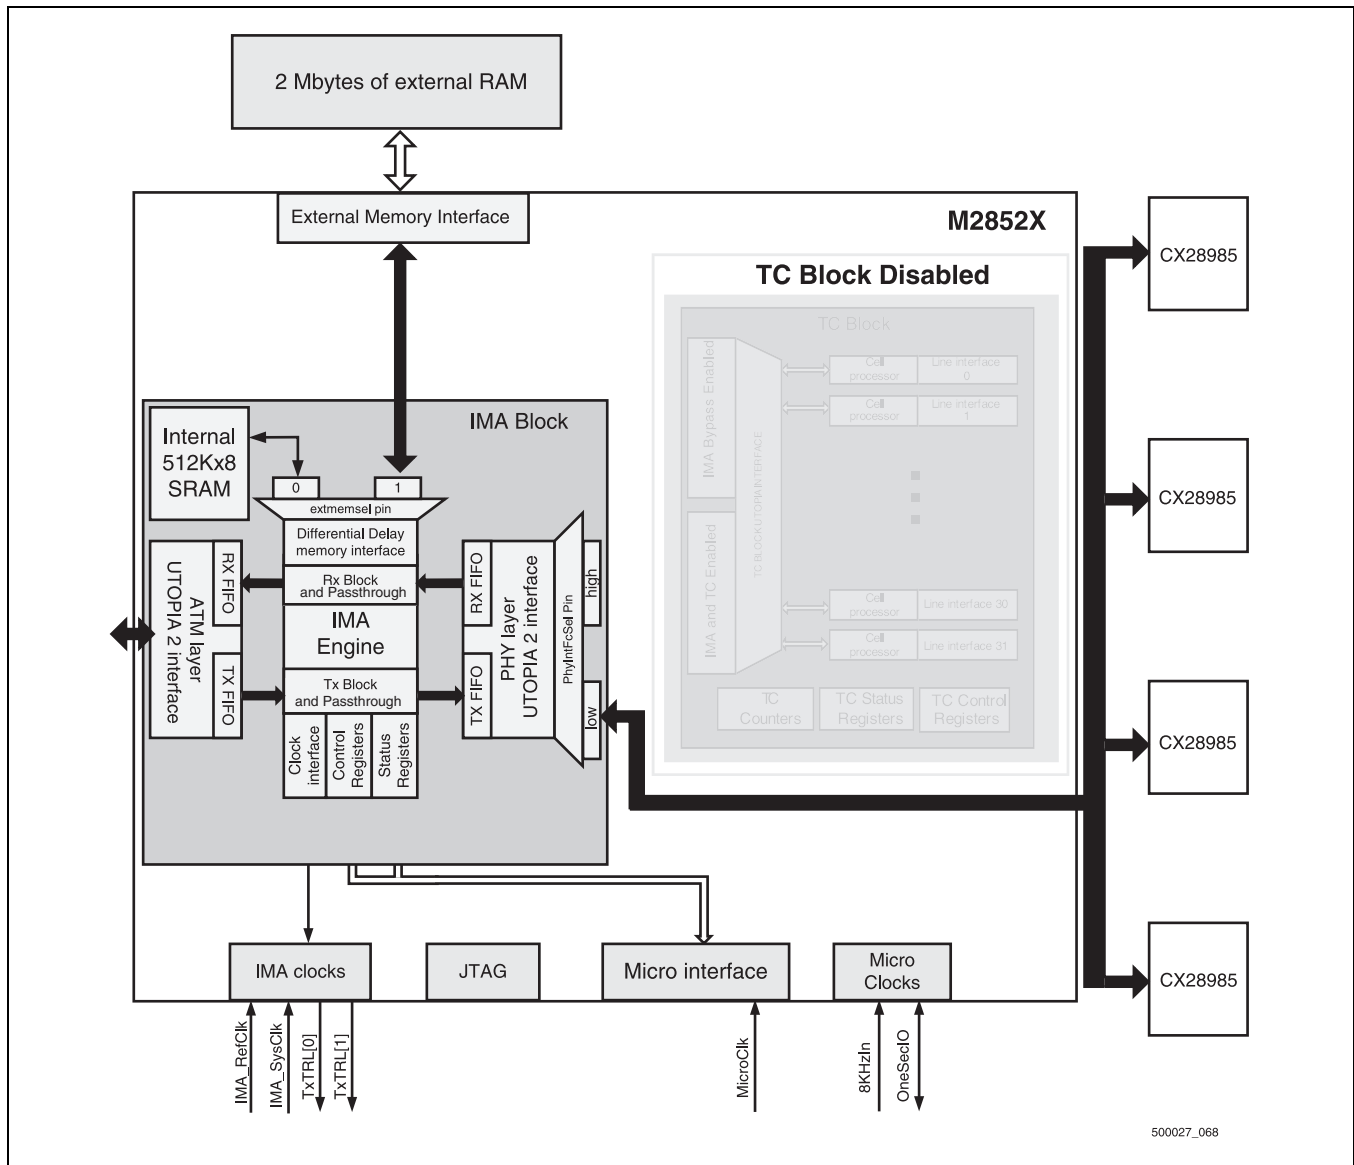 2 Mbytes of external RAM
External Memory Interface
M2852X
TC Block Disabled
TC Block
IMA Bypass Enabled
IMA and TC Enabled
TC BLOCK UTOPIA INTERFACE
Cell
processor
Line interface
0
Cell
processor
Line interface
1
Cell
processor
Line interface 30
Cell
processor
Line interface 31
TC
Counters
TC Status
Registers
TC Control
Registers
CX28985
CX28985
CX28985
CX28985
IMA Block
Internal
512Kx8
SRAM
0
1
extmemsel pin
Differential Delay
memory interface
Rx Block
and Passthrough
IMA
Engine
Tx Block
and Passthrough
Clock
interface
Control
Registers
Status
Registers
ATM layer
UTOPIA 2 interface
RX FIFO
TX FIFO
RX FIFO
TX FIFO
PHY layer
UTOPIA 2 interface
PhyIntFcSel Pin
high
low
IMA clocks
JTAG
Micro interface
Micro
Clocks
IMA_RefClk
IMA_SysClk
TxTRL[0]
TxTRL[1]
MicroClk
8KHzIn
OneSecIO
500027_068